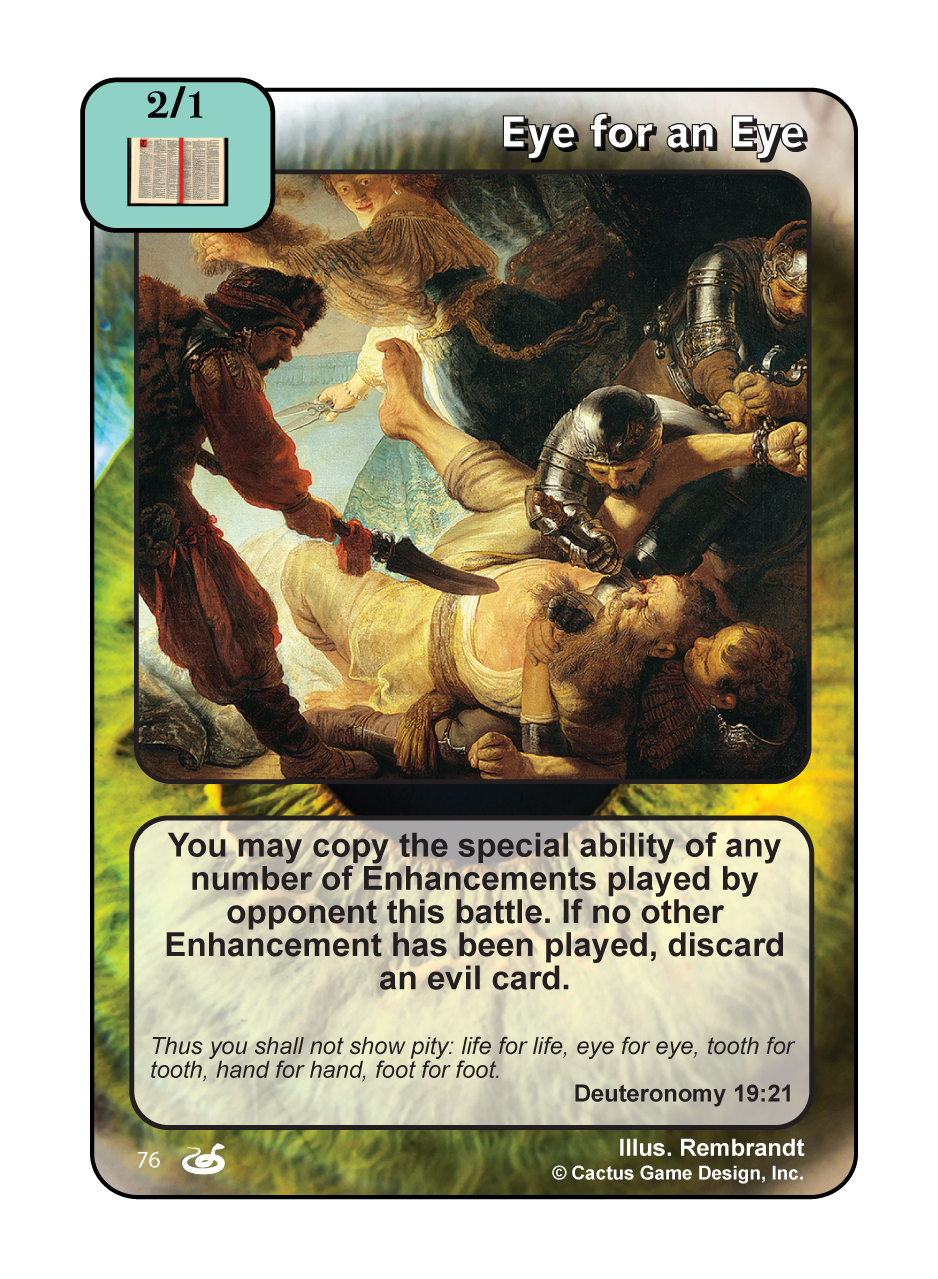 2/1
Eye for an Eye
You may copy the special ability of any
number of Enhancements played by
opponent this battle. If no other
Enhancement has been played, discard
an evil card.
Thus you shall not show pity: life for life, eye for eye, tooth for
tooth, hand for hand, foot for foot.
Deuteronomy 19:21
76
Illus. Rembrandt
© Cactus Game Design, Inc.